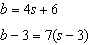 b = 4s + 6
b − 3 = 7(s − 3)